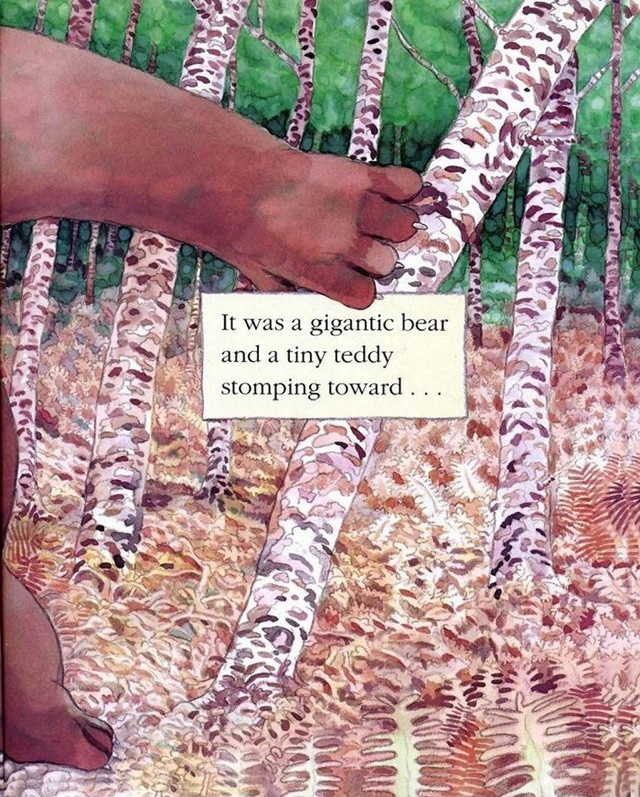 It was a gigantic bear
and a tiny teddy
stomping toward . . .